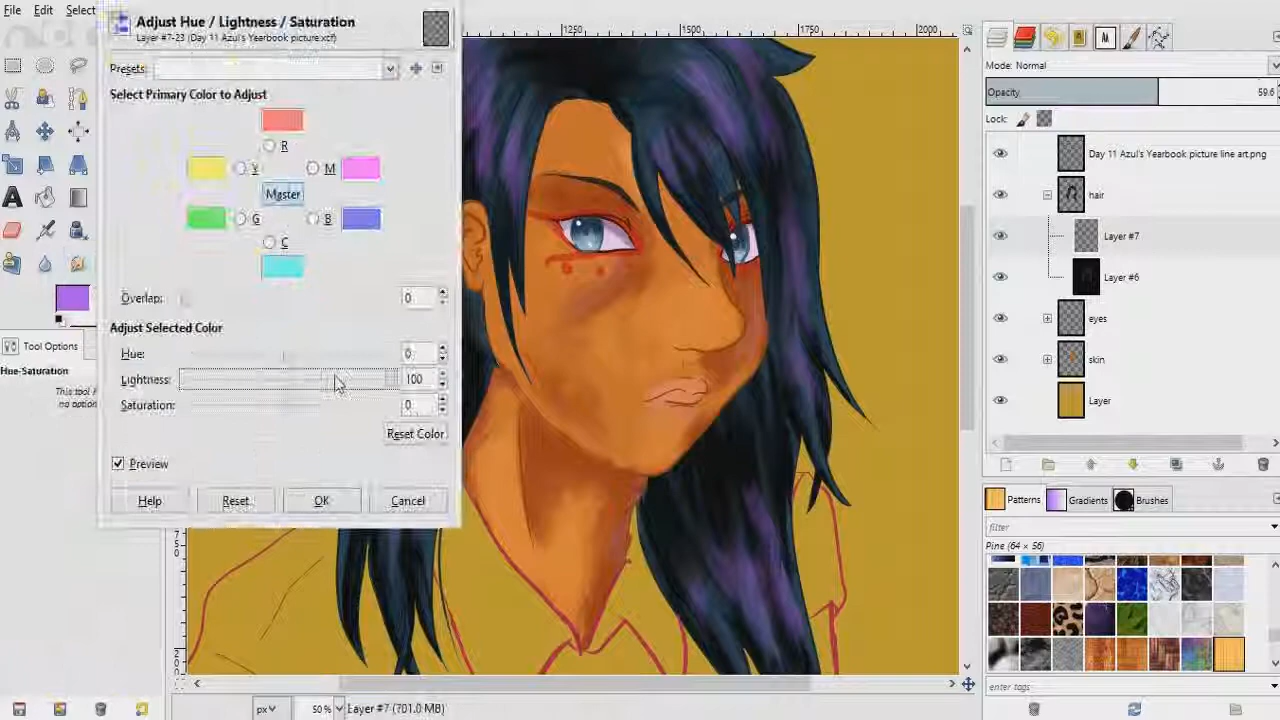 Adjust Hue / Lightness / Saturation
Layer #7-23 (Day 11 Azul's Yearbook picture.xcf)
File Edit Select
Presets
Select Primary Color to Adjust
R
Y
M
Master
G
B
C
Overlap: 0
Adjust Selected Color
Hue: 0
Lightness: 100
Saturation: 0
Reset Color
Preview
Help Reset OK Cancel
Tool Options
Hue-Saturation
This tool
no option
1250 1500 1750 2000
px 50% Layer #7 (701.0 MB)
Mode: Normal
Opacity 59.6
Lock:
Day 11 Azul's Yearbook picture line art.png
hair
Layer #7
Layer #6
eyes
skin
Layer
Patterns Gradients Brushes
filter
Pine (64 × 56)
enter tags